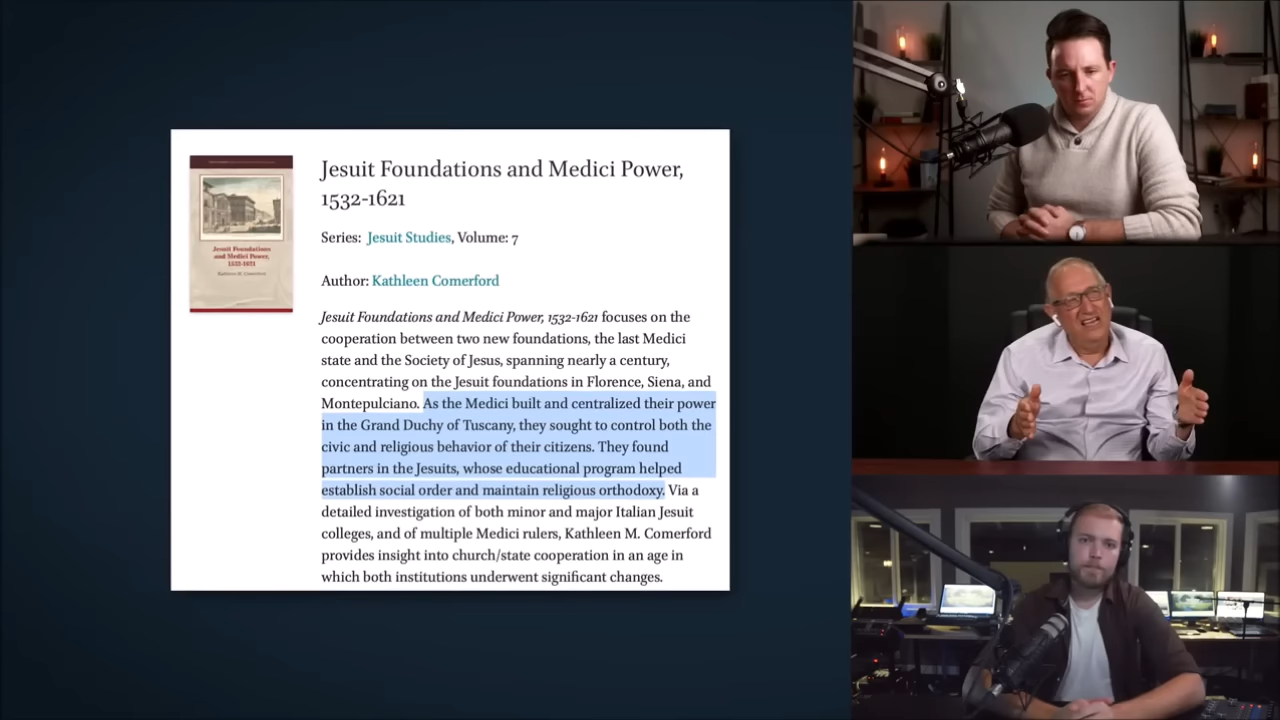 Jesuit Foundations and Medici Power,
1532-1621
Series: Jesuit Studies, Volume: 7
Author: Kathleen Comerford
Jesuit Foundations and Medici Power, 1532-1621 focuses on the
cooperation between two new foundations, the last Medici
state and the Society of Jesus, spanning nearly a century,
concentrating on the Jesuit foundations in Florence, Siena, and
Montepulciano. As the Medici built and centralized their power
in the Grand Duchy of Tuscany, they sought to control both the
civic and religious behavior of their citizens. They found
partners in the Jesuits, whose educational program helped
establish social order and maintain religious orthodoxy. Via a
detailed investigation of both minor and major Italian Jesuit
colleges, and of multiple Medici rulers, Kathleen M. Comerford
provides insight into church/state cooperation in an age in
which both institutions underwent significant changes.
Jesuit Foundations
and Medici Power,
1532-1621
Kathleen Comerford